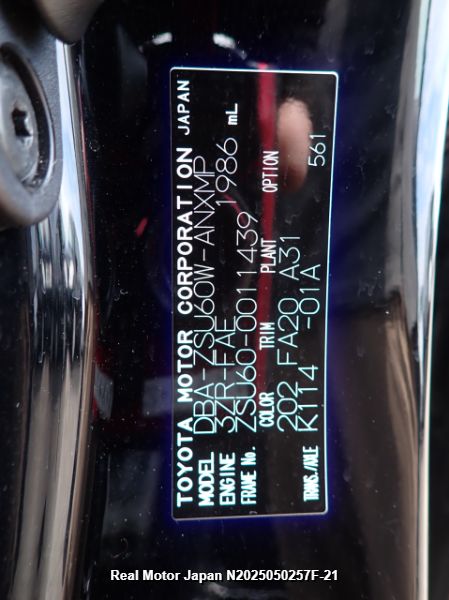 TOYOTA MOTOR CORPORATION JAPAN
MODEL DBA-ZSU60W-ANXMP
ENGINE 3ZR-FAE 1986 mL
FRAME No. ZSU60-0011439
COLOR TRIM PLANT OPTION
202 FA20 A31
TRANS./AXLE K114 -01A 561
Real Motor Japan N2025050257F-21